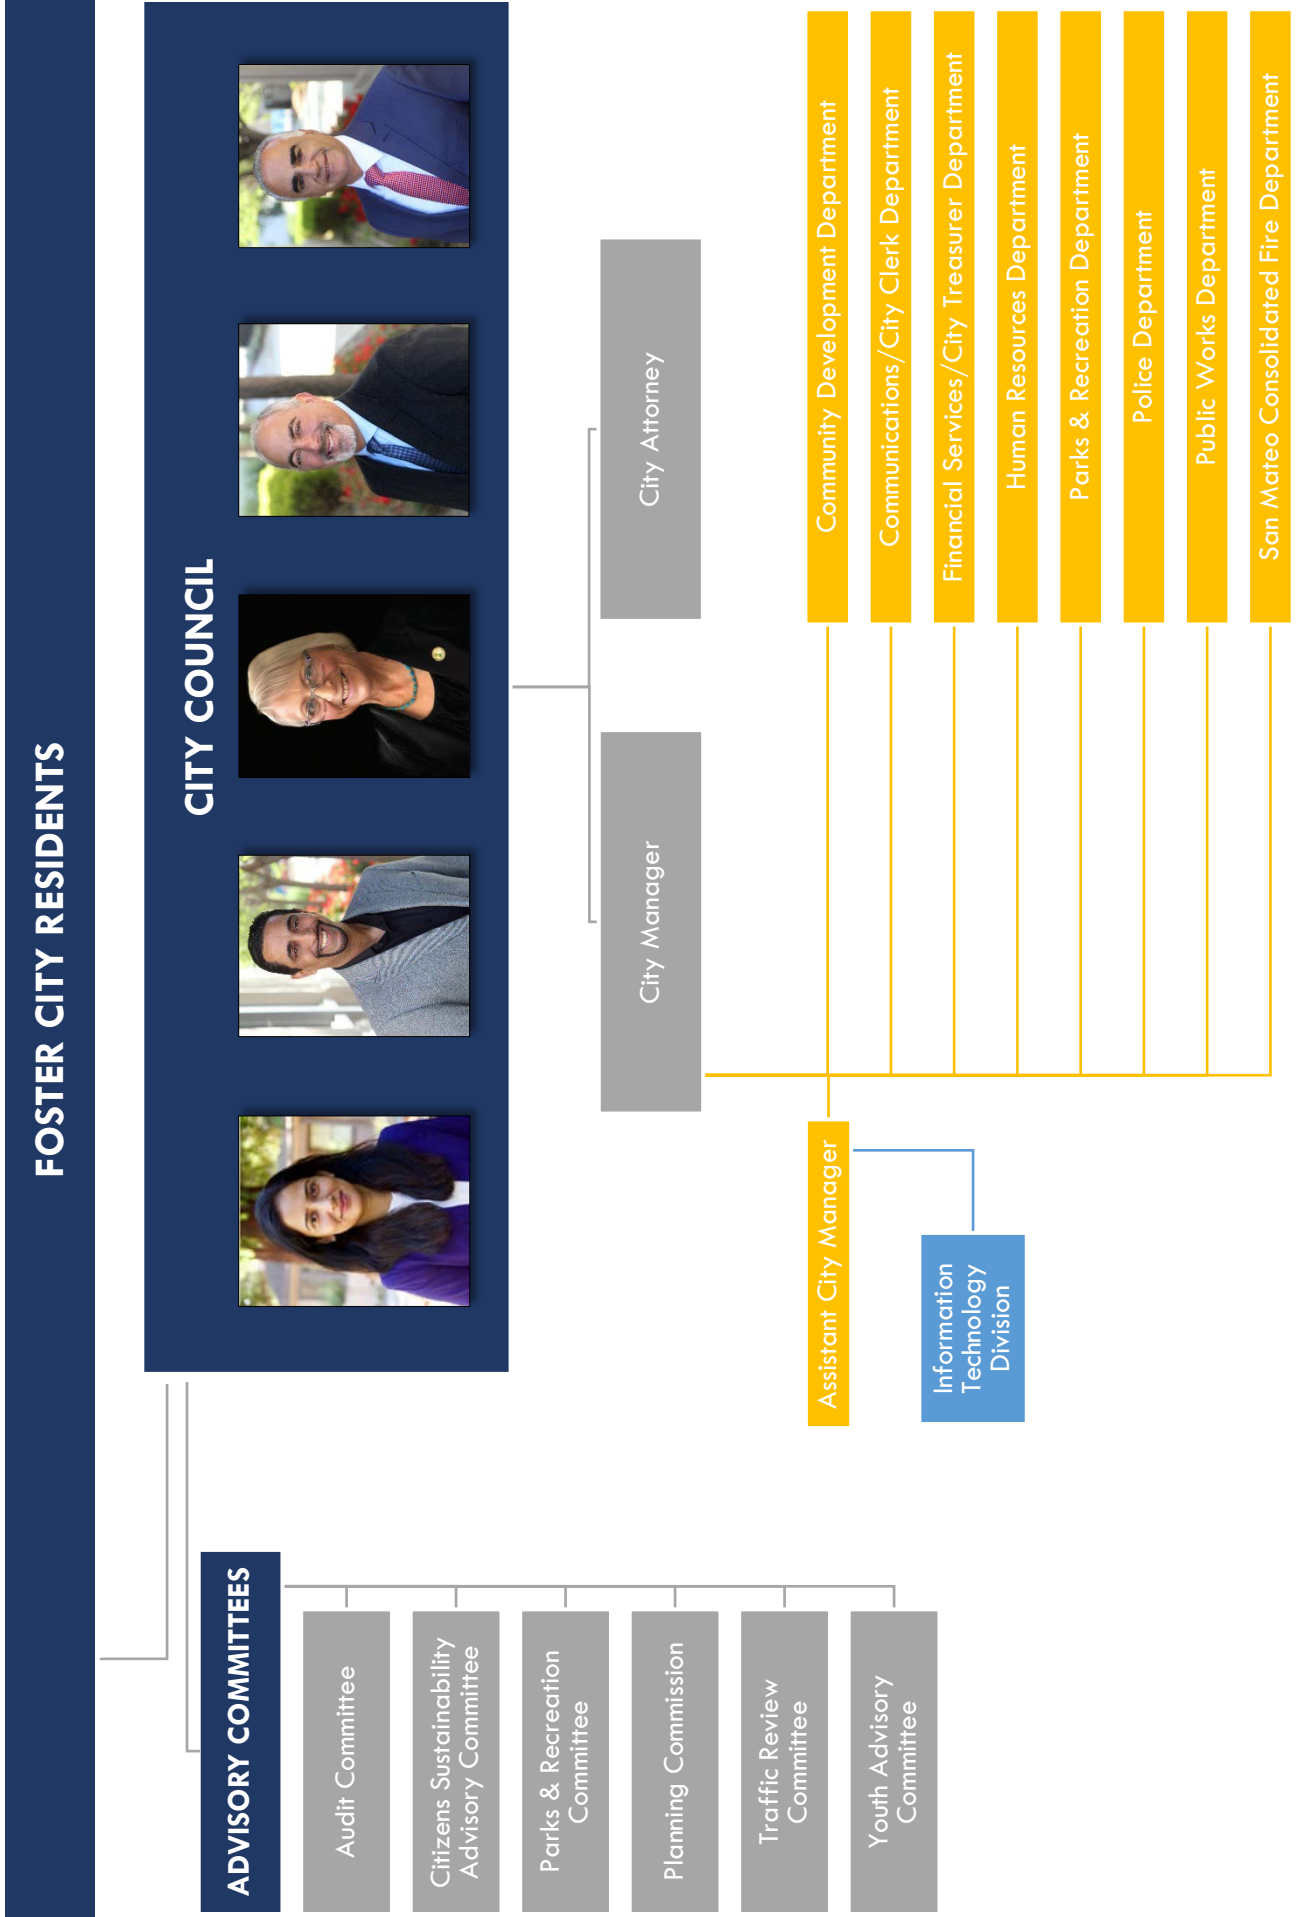 FOSTER CITY RESIDENTS
CITY COUNCIL
ADVISORY COMMITTEES
Audit Committee
Citizens Sustainability
Advisory Committee
Parks & Recreation
Committee
Planning Commission
Traffic Review
Committee
Youth Advisory
Committee
City Manager
City Attorney
Assistant City Manager
Information
Technology
Division
Community Development Department
Communications/City Clerk Department
Financial Services/City Treasurer Department
Human Resources Department
Parks & Recreation Department
Police Department
Public Works Department
San Mateo Consolidated Fire Department